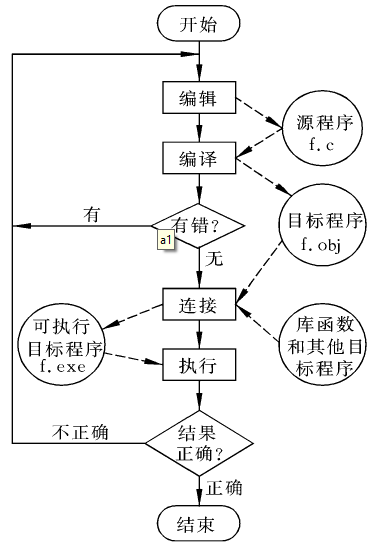 开始
编辑
源程序
f.c
编译
有
有错?
a1
目标程序
f.obj
无
连接
可执行
目标程序
f.exe
库函数
和其他目
标程序
执行
不正确
结果
正确?
正确
结束